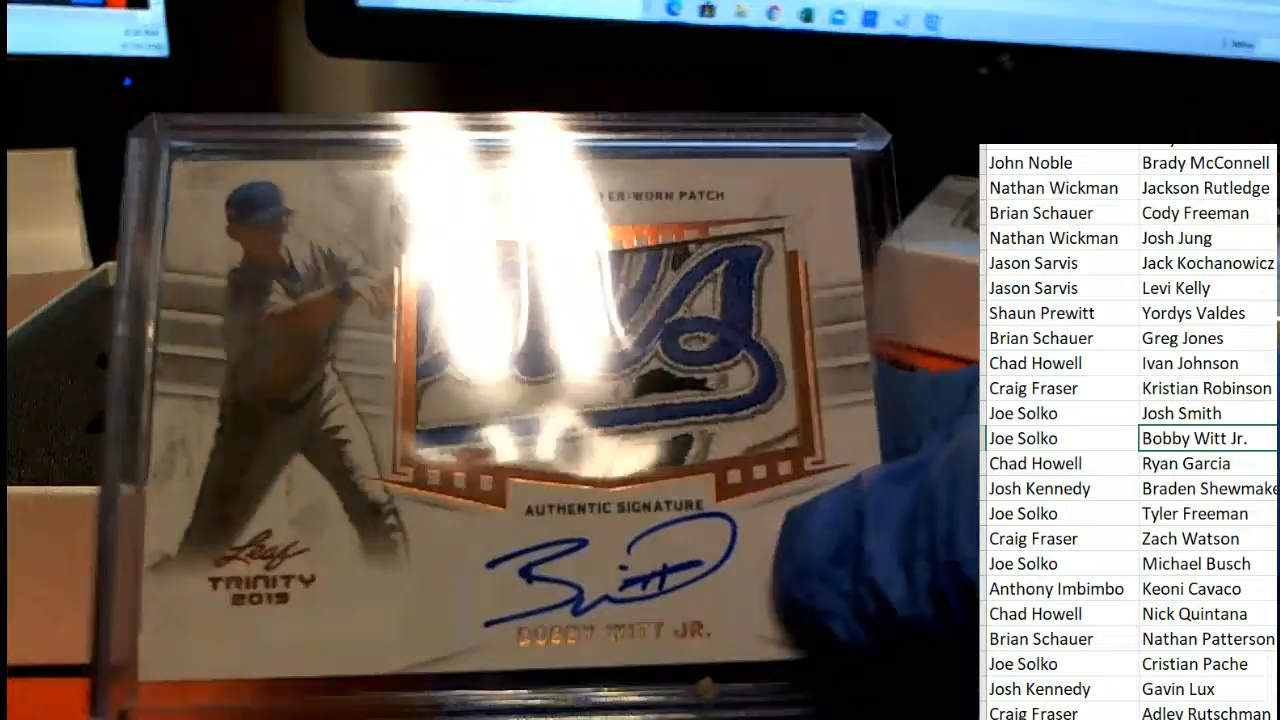 ER-WORN PATCH
AUTHENTIC SIGNATURE
Leaf
TRINITY
2019
BOBBY WITT JR.
John Noble Brady McConnell
Nathan Wickman Jackson Rutledge
Brian Schauer Cody Freeman
Nathan Wickman Josh Jung
Jason Sarvis Jack Kochanowicz
Jason Sarvis Levi Kelly
Shaun Prewitt Yordys Valdes
Brian Schauer Greg Jones
Chad Howell Ivan Johnson
Craig Fraser Kristian Robinson
Joe Solko Josh Smith
Joe Solko Bobby Witt Jr.
Chad Howell Ryan Garcia
Josh Kennedy Braden Shewmake
Joe Solko Tyler Freeman
Craig Fraser Zach Watson
Joe Solko Michael Busch
Anthony Imbimbo Keoni Cavaco
Chad Howell Nick Quintana
Brian Schauer Nathan Patterson
Joe Solko Cristian Pache
Josh Kennedy Gavin Lux
Craig Fraser Adley Rutschman